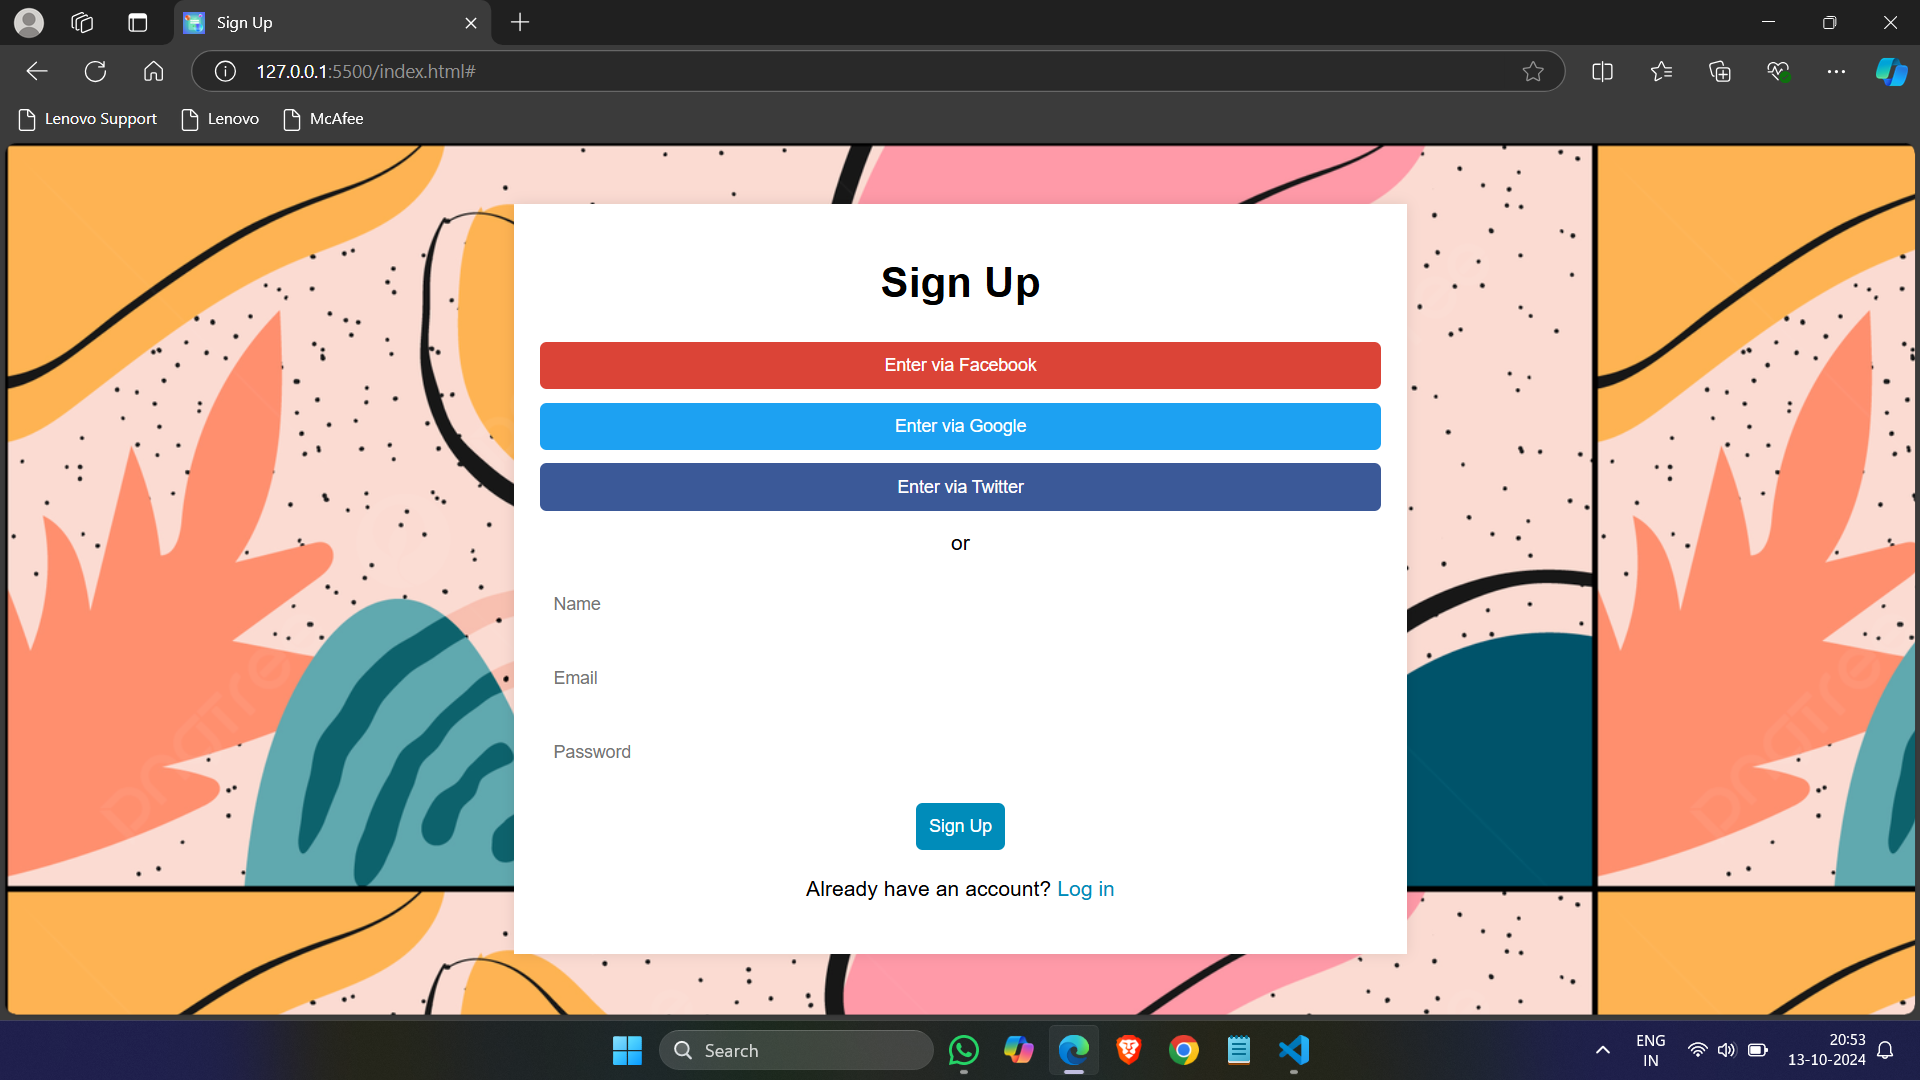 Sign Up
127.0.0.1:5500/index.html#
Lenovo Support
Lenovo
McAfee
Sign Up
Enter via Facebook
Enter via Google
Enter via Twitter
or
Name
Email
Password
Sign Up
Already have an account? Log in
Search
ENG
IN
20:53
13-10-2024